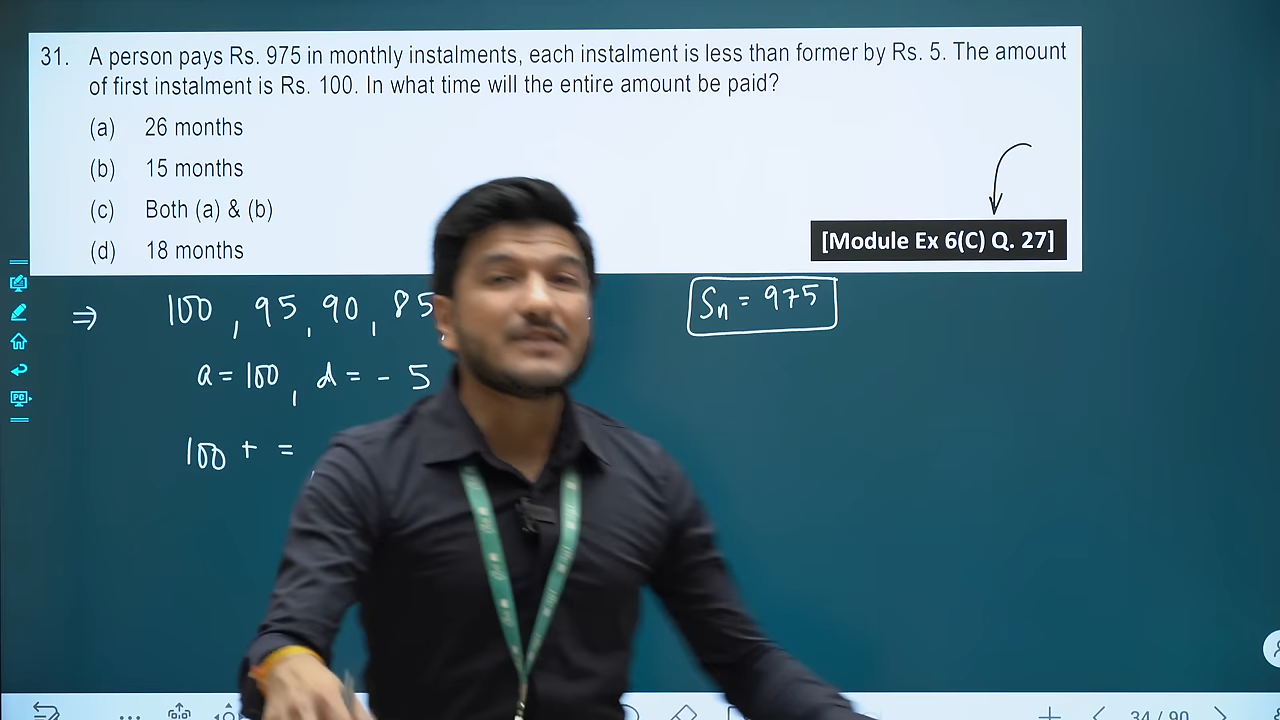 31. A person pays Rs. 975 in monthly instalments, each instalment is less than former by Rs. 5. The amount
of first instalment is Rs. 100. In what time will the entire amount be paid?
(a) 26 months
(b) 15 months
(c) Both (a) & (b)
(d) 18 months
[Module Ex 6(C) Q. 27]
⇒ 100, 95, 90, 85
Sn = 975
a = 100, d = - 5
100 + =
PC
34 / 90